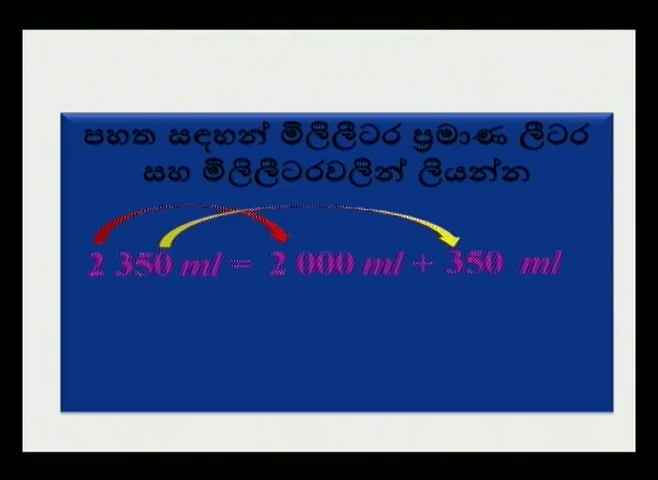 පහත සඳහන් මිලිලීටර ප්‍රමාණ ලීටර
සහ මිලිලීටරවලින් ලියන්න
2 350 ml = 2 000 ml + 350 ml